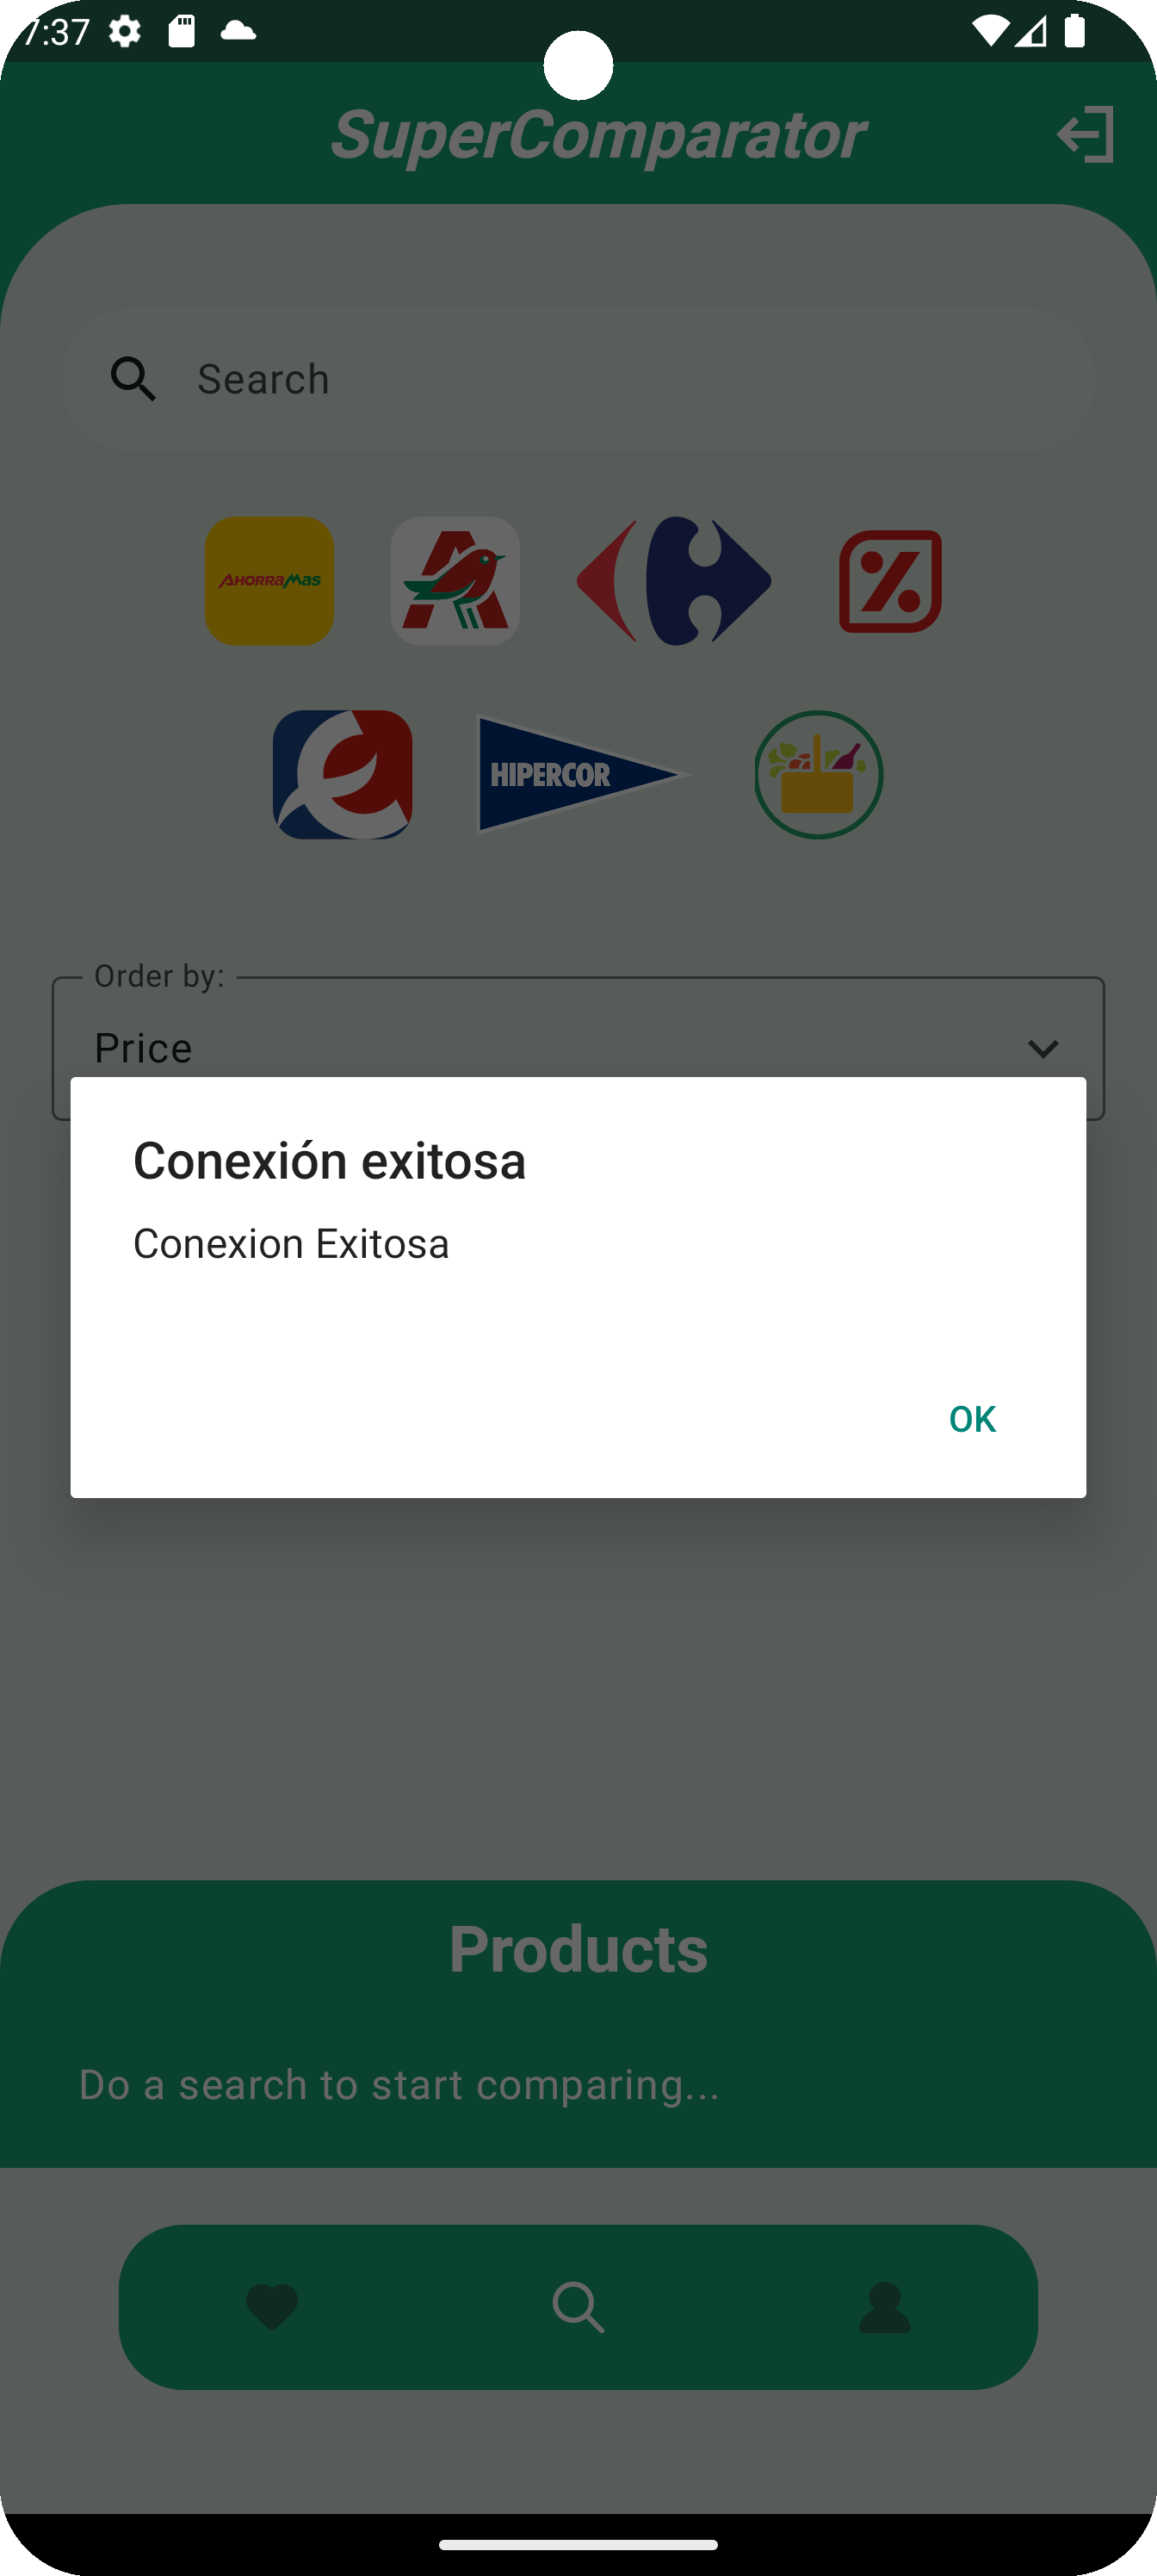 7:37
SuperComparator
Search
AHORRAMAS
HIPERCOR
Order by:
Price
Conexión exitosa
Conexion Exitosa
OK
Products
Do a search to start comparing...